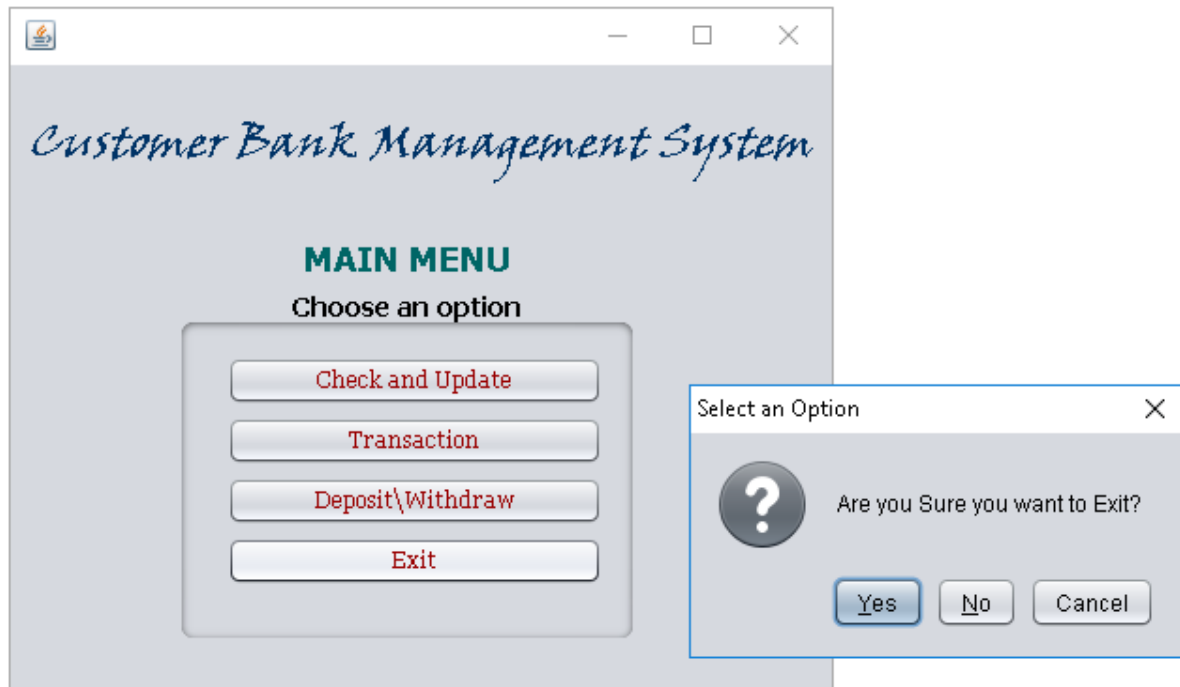 Customer Bank Management System
MAIN MENU
Choose an option
Check and Update
Transaction
Deposit\Withdraw
Exit
Select an Option
Are you Sure you want to Exit?
Yes No Cancel